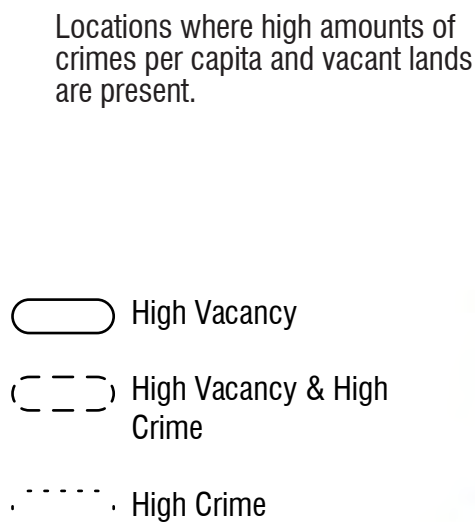 Locations where high amounts of
crimes per capita and vacant lands
are present.
High Vacancy
High Vacancy & High
Crime
High Crime